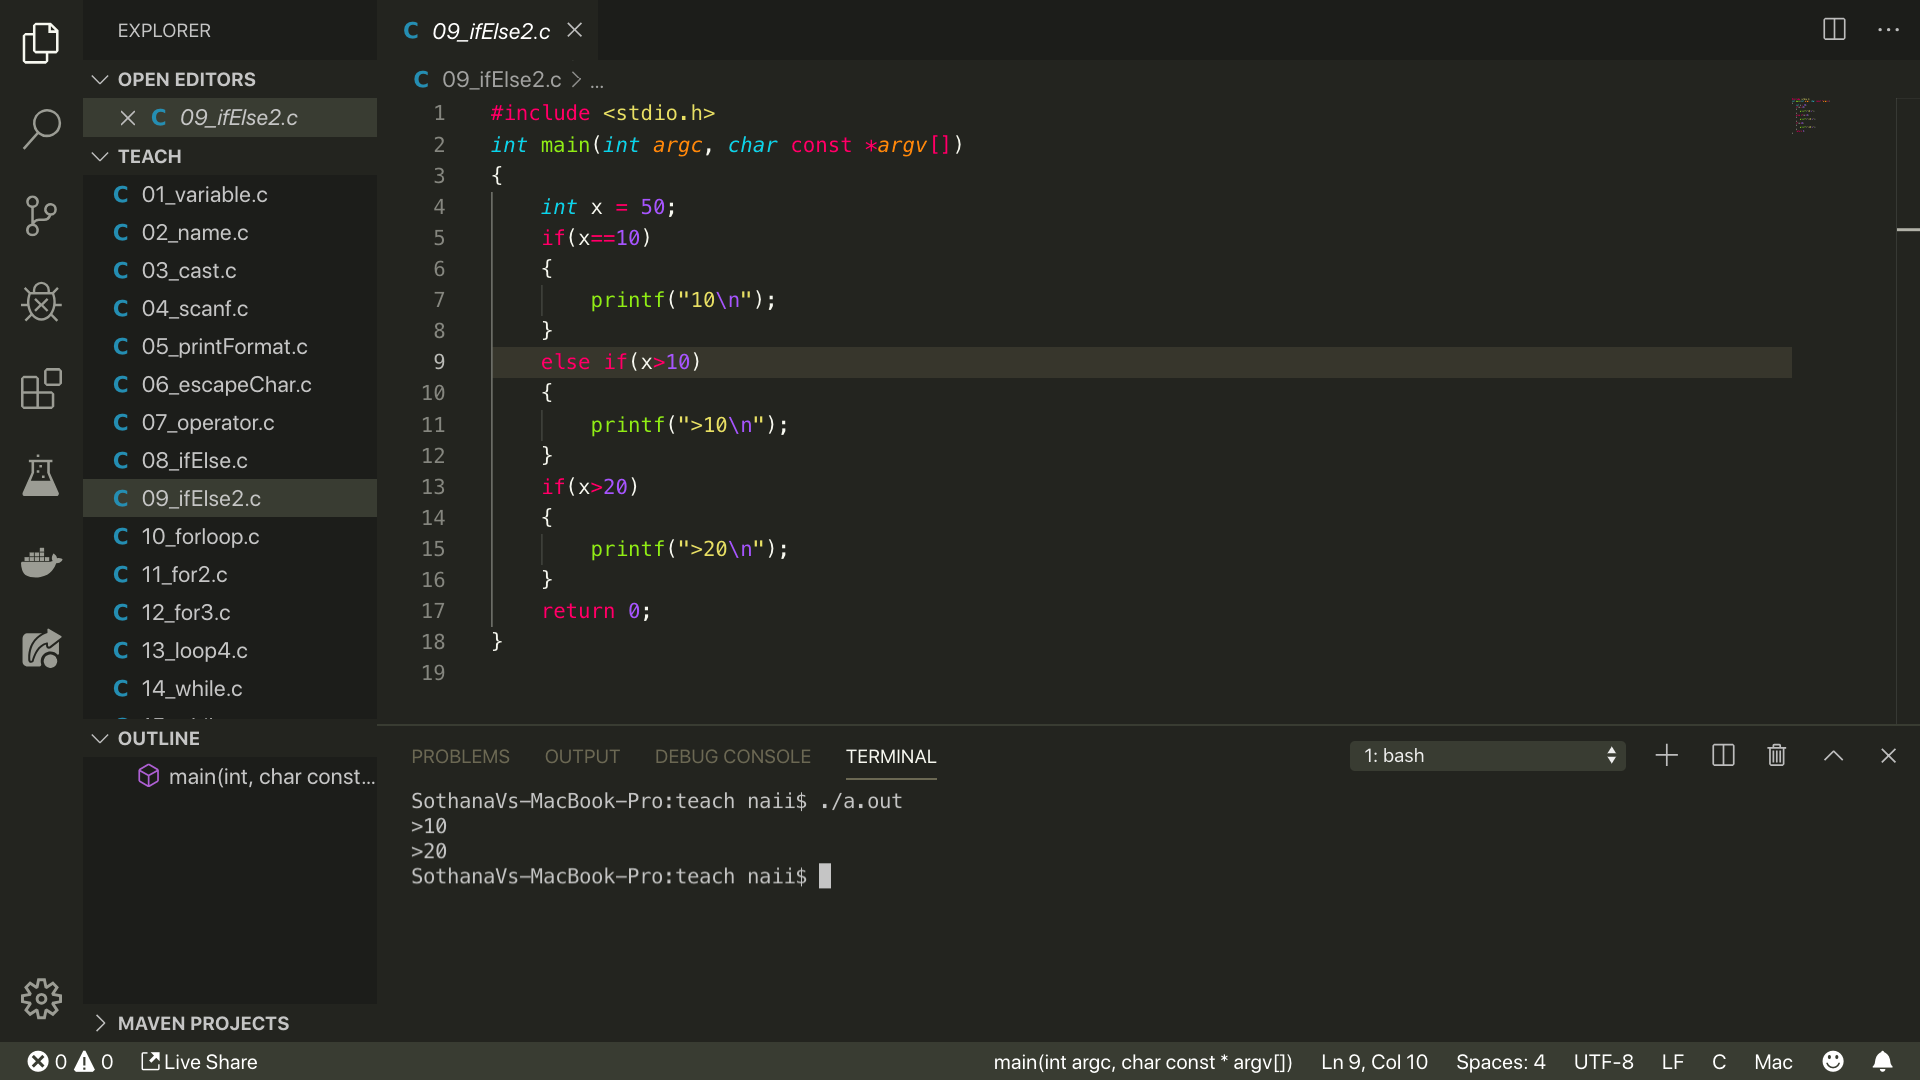 EXPLORER
OPEN EDITORS
C 09_ifElse2.c
TEACH
C 01_variable.c
C 02_name.c
C 03_cast.c
C 04_scanf.c
C 05_printFormat.c
C 06_escapeChar.c
C 07_operator.c
C 08_ifElse.c
C 09_ifElse2.c
C 10_forloop.c
C 11_for2.c
C 12_for3.c
C 13_loop4.c
C 14_while.c
OUTLINE
main(int, char const...
MAVEN PROJECTS
C 09_ifElse2.c
C 09_ifElse2.c > ...
1 #include <stdio.h>
2 int main(int argc, char const *argv[])
3 {
4     int x = 50;
5     if(x==10)
6     {
7         printf("10\n");
8     }
9     else if(x>10)
10     {
11         printf(">10\n");
12     }
13     if(x>20)
14     {
15         printf(">20\n");
16     }
17     return 0;
18 }
19
PROBLEMS OUTPUT DEBUG CONSOLE TERMINAL 1: bash
SothanaVs-MacBook-Pro:teach naii$ ./a.out
>10
>20
SothanaVs-MacBook-Pro:teach naii$
0 0 Live Share main(int argc, char const * argv[]) Ln 9, Col 10 Spaces: 4 UTF-8 LF C Mac